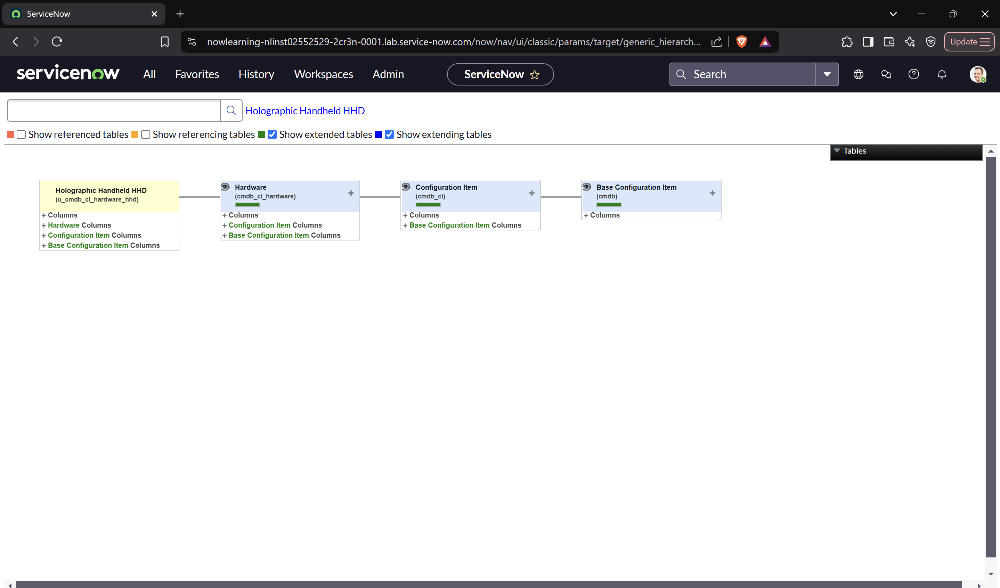 ServiceNow
nowlearning-nlinst02552529-2cr3n-0001.lab.service-now.com/now/nav/ui/classic/params/target/generic_hierarch...
Update
servicenow All Favorites History Workspaces Admin ServiceNow Search
Holographic Handheld HHD
Show referenced tables Show referencing tables Show extended tables Show extending tables
Tables
Holographic Handheld HHD
(u_cmdb_ci_hardware_hhd)
+ Columns
+ Hardware Columns
+ Configuration Item Columns
+ Base Configuration Item Columns
Hardware
(cmdb_ci_hardware)
+ Columns
+ Configuration Item Columns
+ Base Configuration Item Columns
Configuration Item
(cmdb_ci)
+ Columns
+ Base Configuration Item Columns
Base Configuration Item
(cmdb)
+ Columns